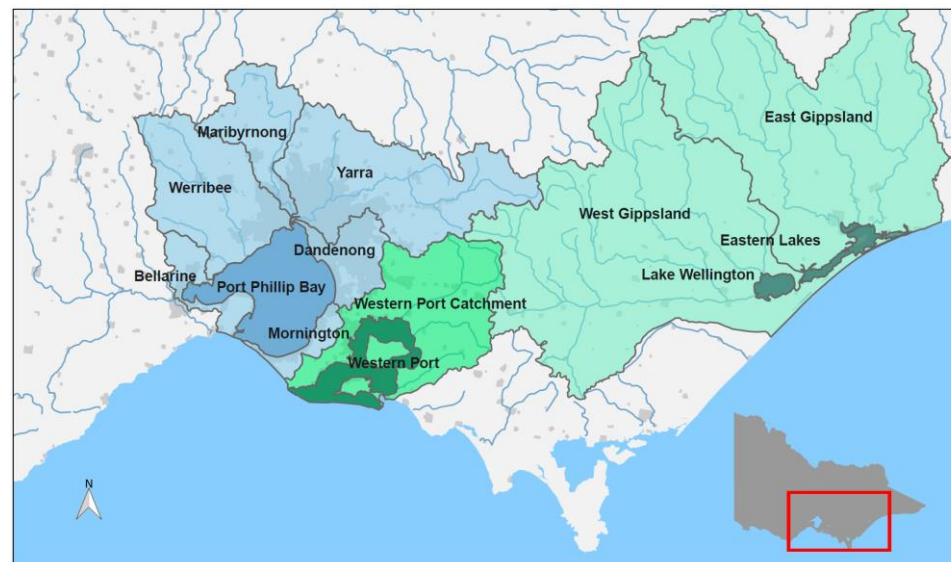 Maribyrnong
East Gippsland
Yarra
Werribee
West Gippsland
Eastern Lakes
Dandenong
Lake Wellington
Bellarine
Port Phillip Bay
Western Port Catchment
Mornington
Western Port
N